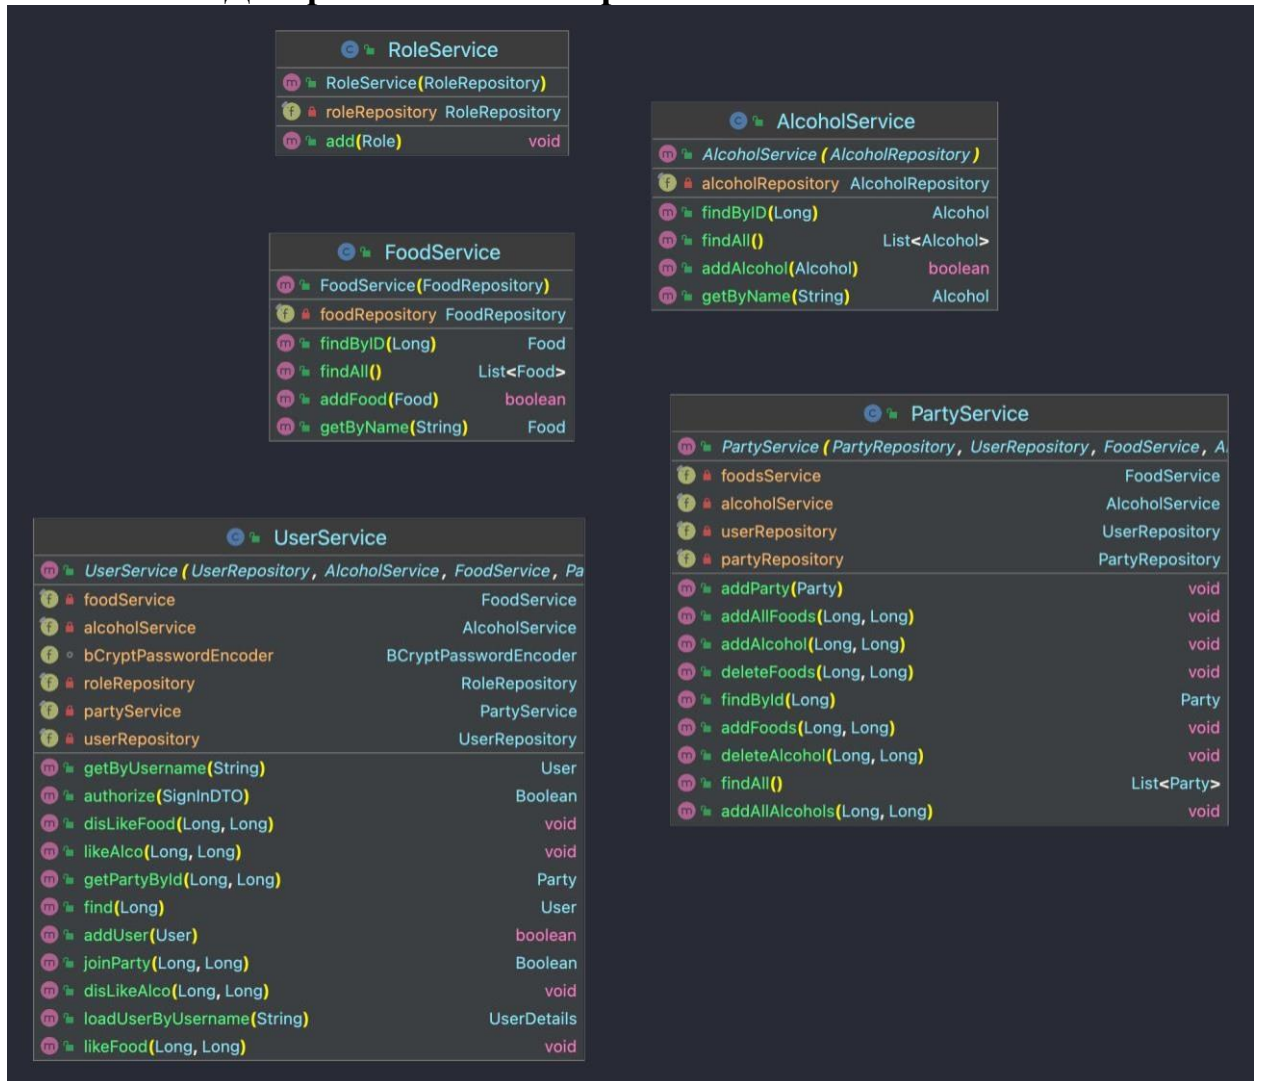 RoleService
RoleService(RoleRepository)
roleRepository RoleRepository
add(Role) void
AlcoholService
AlcoholService(AlcoholRepository)
alcoholRepository AlcoholRepository
findByID(Long) Alcohol
findAll() List<Alcohol>
addAlcohol(Alcohol) boolean
getByName(String) Alcohol
FoodService
FoodService(FoodRepository)
foodRepository FoodRepository
findByID(Long) Food
findAll() List<Food>
addFood(Food) boolean
getByName(String) Food
PartyService
PartyService(PartyRepository, UserRepository, FoodService, A
foodsService FoodService
alcoholService AlcoholService
userRepository UserRepository
partyRepository PartyRepository
addParty(Party) void
addAllFoods(Long, Long) void
addAlcohol(Long, Long) void
deleteFoods(Long, Long) void
findById(Long) Party
addFoods(Long, Long) void
deleteAlcohol(Long, Long) void
findAll() List<Party>
addAllAlcohols(Long, Long) void
UserService
UserService(UserRepository, AlcoholService, FoodService, Pa
foodService FoodService
alcoholService AlcoholService
bCryptPasswordEncoder BCryptPasswordEncoder
roleRepository RoleRepository
partyService PartyService
userRepository UserRepository
getByUsername(String) User
authorize(SignInDTO) Boolean
disLikeFood(Long, Long) void
likeAlco(Long, Long) void
getPartyById(Long, Long) Party
find(Long) User
addUser(User) boolean
joinParty(Long, Long) Boolean
disLikeAlco(Long, Long) void
loadUserByUsername(String) UserDetails
likeFood(Long, Long) void